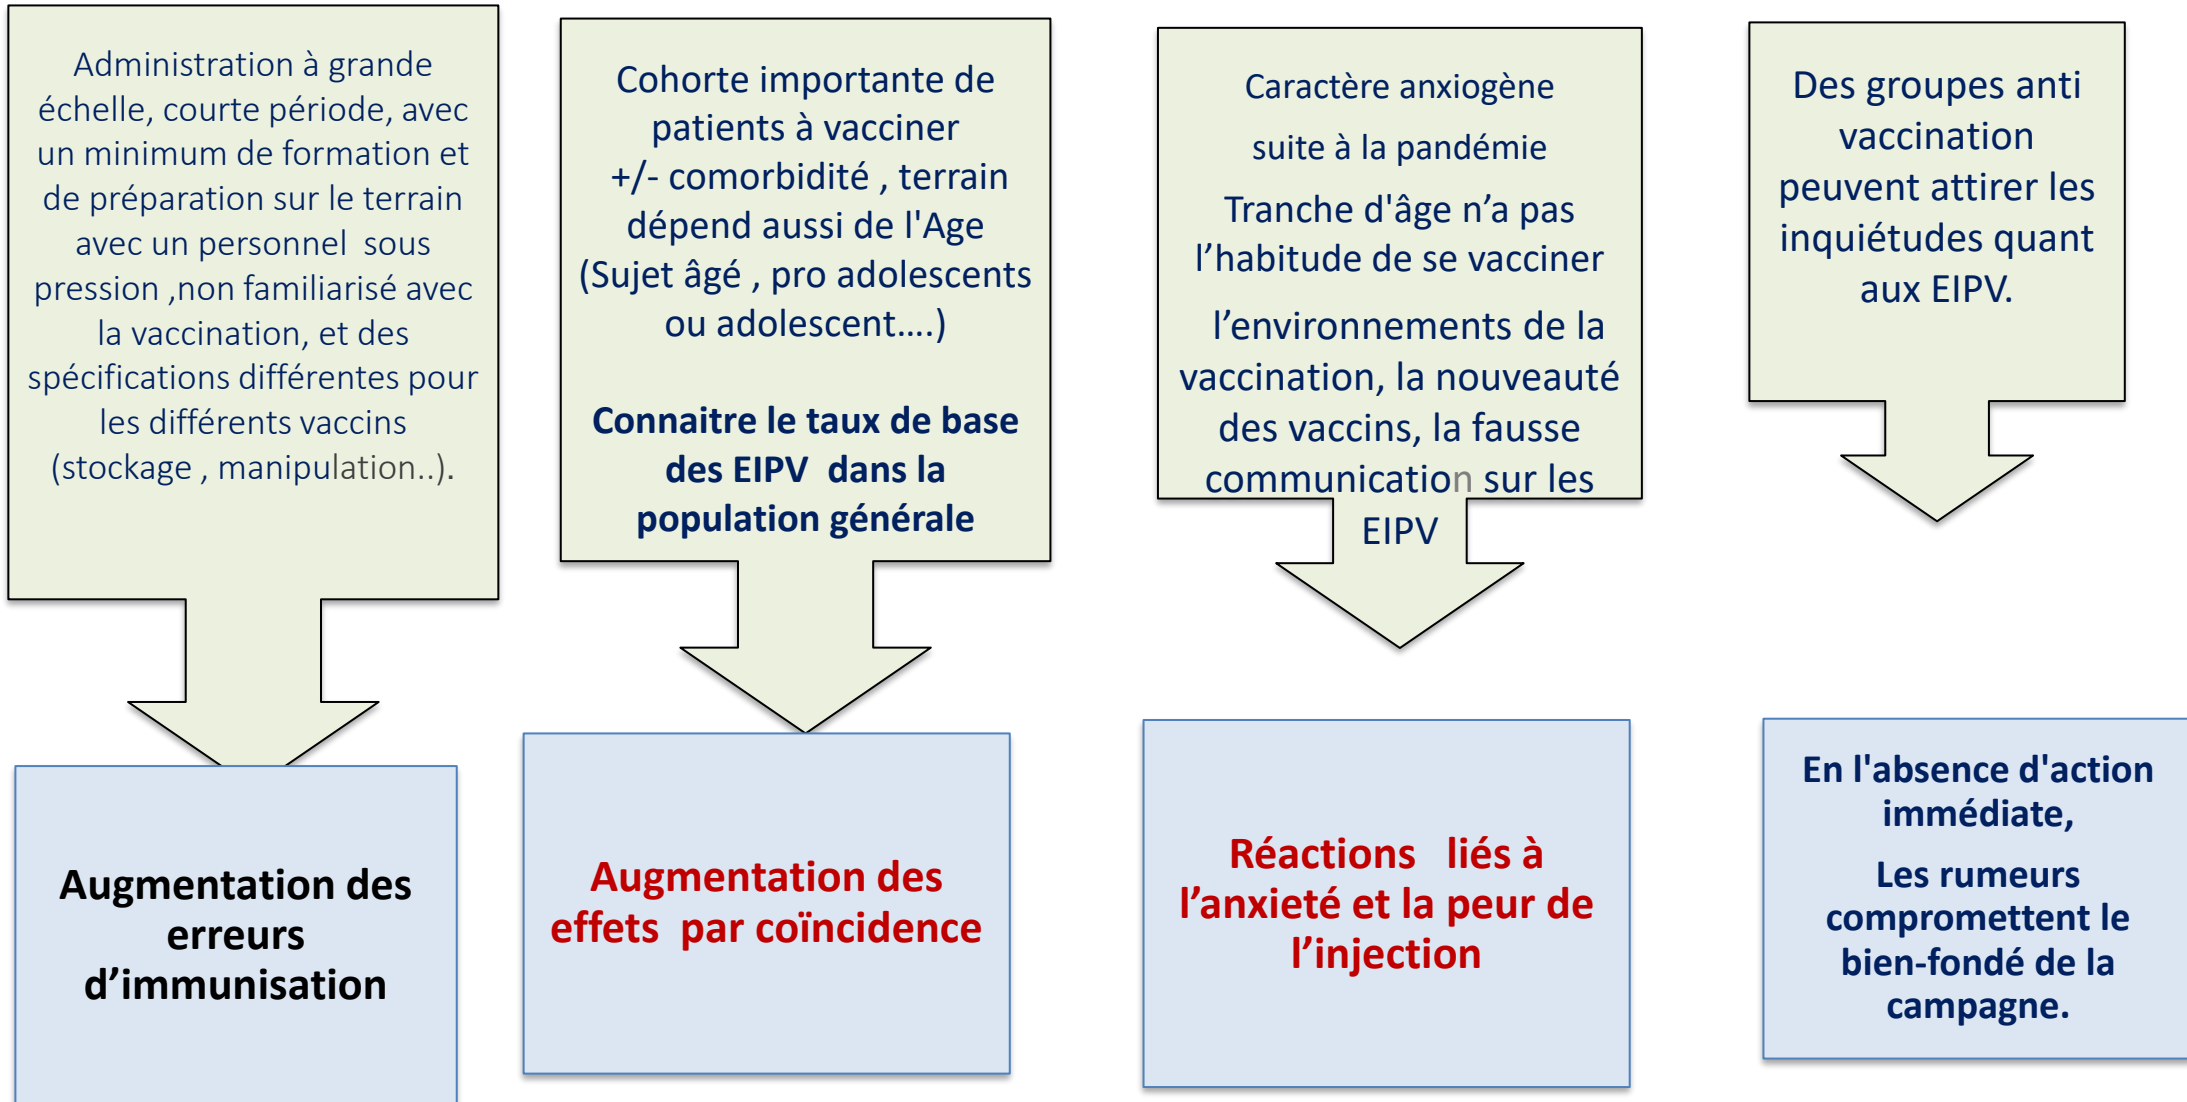 Administration à grande
échelle, courte période, avec
un minimum de formation et
de préparation sur le terrain
avec un personnel sous
pression ,non familiarisé avec
la vaccination, et des
spécifications différentes pour
les différents vaccins
(stockage , manipulation..).
Cohorte importante de
patients à vacciner
+/- comorbidité , terrain
dépend aussi de l'Age
(Sujet âgé , pro adolescents
ou adolescent....)
Connaitre le taux de base
des EIPV dans la
population générale
Caractère anxiogène
suite à la pandémie
Tranche d'âge n’a pas
l’habitude de se vacciner
l’environnements de la
vaccination, la nouveauté
des vaccins, la fausse
communication sur les
EIPV
Des groupes anti
vaccination
peuvent attirer les
inquiétudes quant
aux EIPV.
Augmentation des
erreurs
d’immunisation
Augmentation des
effets par coïncidence
Réactions liés à
l’anxieté et la peur de
l’injection
En l'absence d'action
immédiate,
Les rumeurs
compromettent le
bien-fondé de la
campagne.